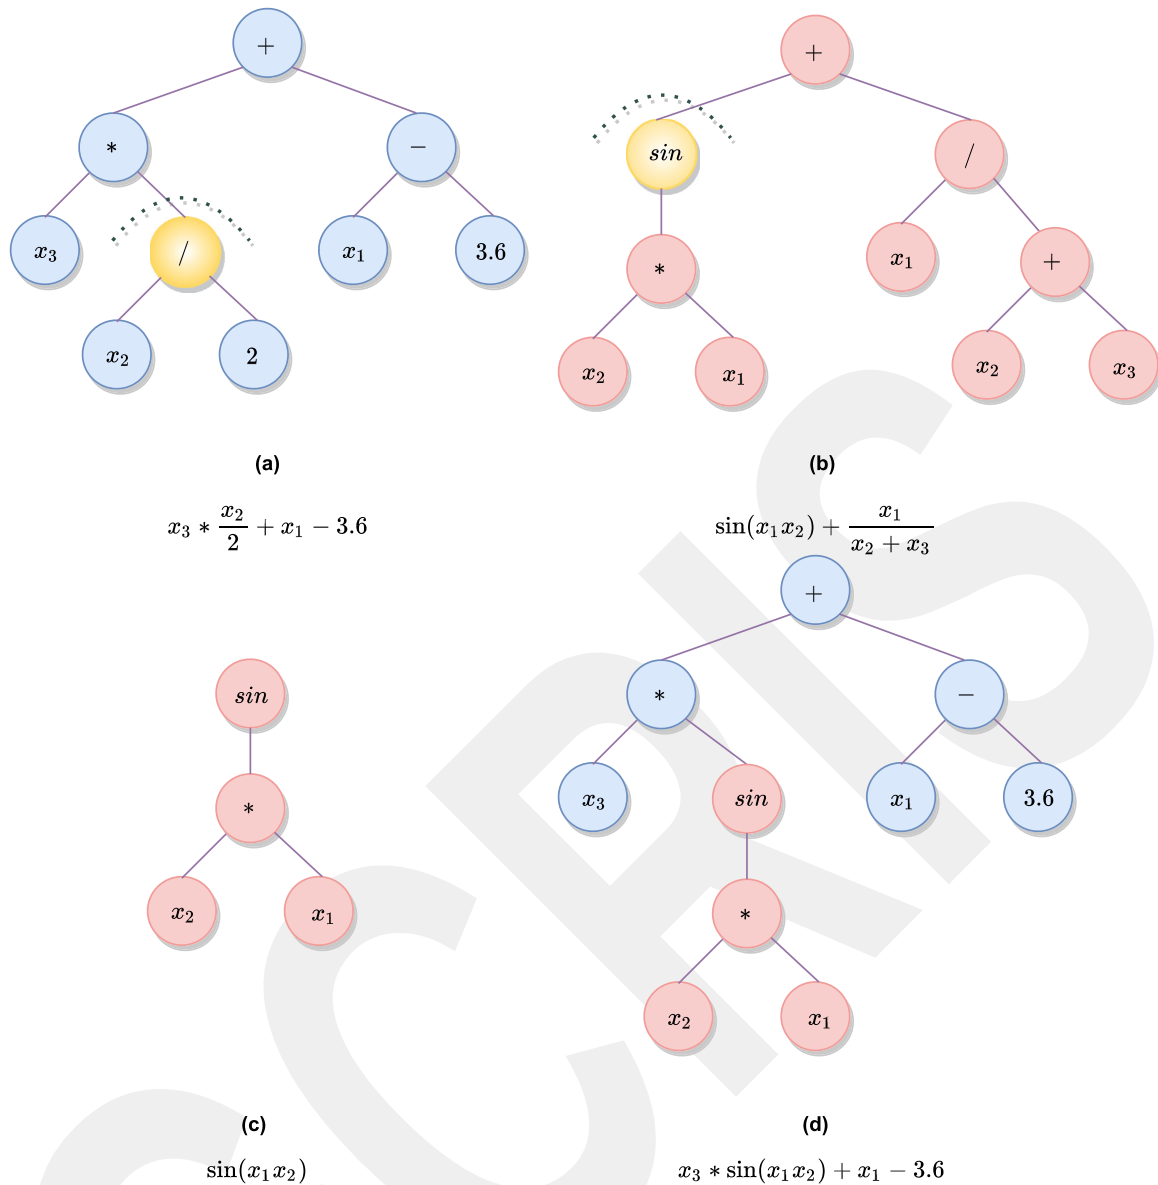 +
* −
x₃ / x₁ 3.6
x₂ 2
(a)
x₃ * x₂/2 + x₁ − 3.6
+
sin /
* x₁ +
x₂ x₁ x₂ x₃
(b)
sin(x₁x₂) + x₁/(x₂ + x₃)
sin
*
x₂ x₁
(c)
sin(x₁x₂)
+
* −
x₃ sin x₁ 3.6
*
x₂ x₁
(d)
x₃ * sin(x₁x₂) + x₁ − 3.6